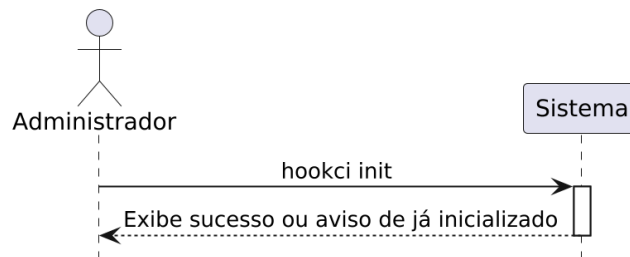 Administrador
Sistema
hookci init
Exibe sucesso ou aviso de já inicializado